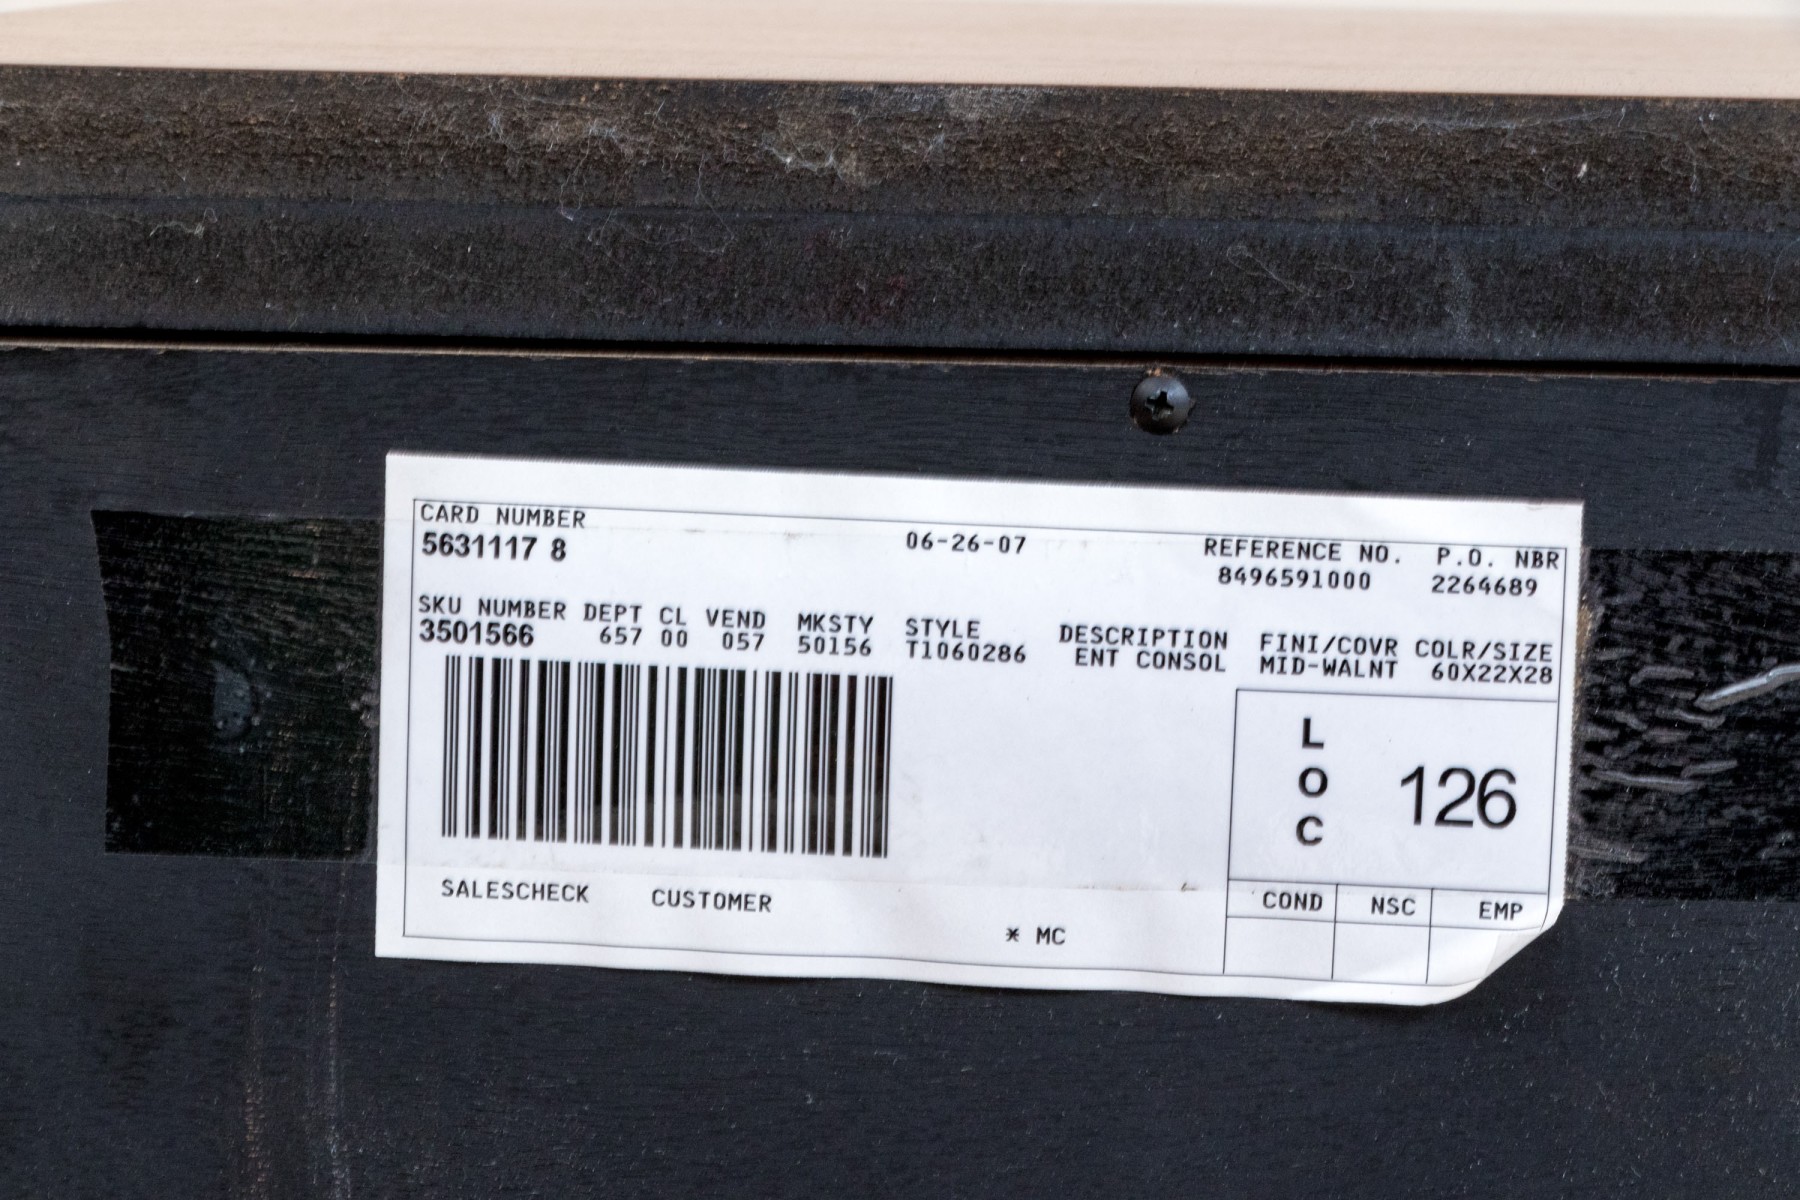 CARD NUMBER
5631117 8
06-26-07
REFERENCE NO. P.O. NBR
8496591000 2264689
SKU NUMBER DEPT CL VEND MKSTY STYLE DESCRIPTION FINI/COVR COLR/SIZE
3501566 657 00 057 50156 T1060286 ENT CONSOL MID-WALNT 60X22X28
L
O
C
126
SALESCHECK CUSTOMER
* MC
COND NSC EMP